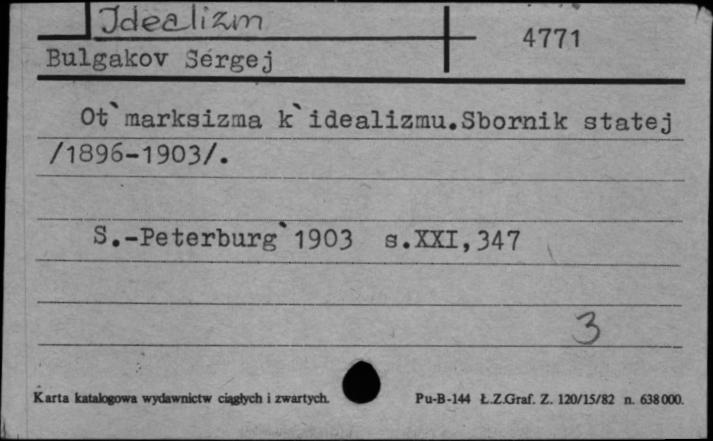 Idealizm
4771
Bulgakov Sergej
Ot`marksizma k`idealizmu.Sbornik statej
/1896-1903/.
S.-Peterburg`1903 s.XXI,347
3
Karta katalogowa wydawnictw ciągłych i zwartych.
Pu-B-144 Ł.Z.Graf. Z. 120/15/82 n. 638000.